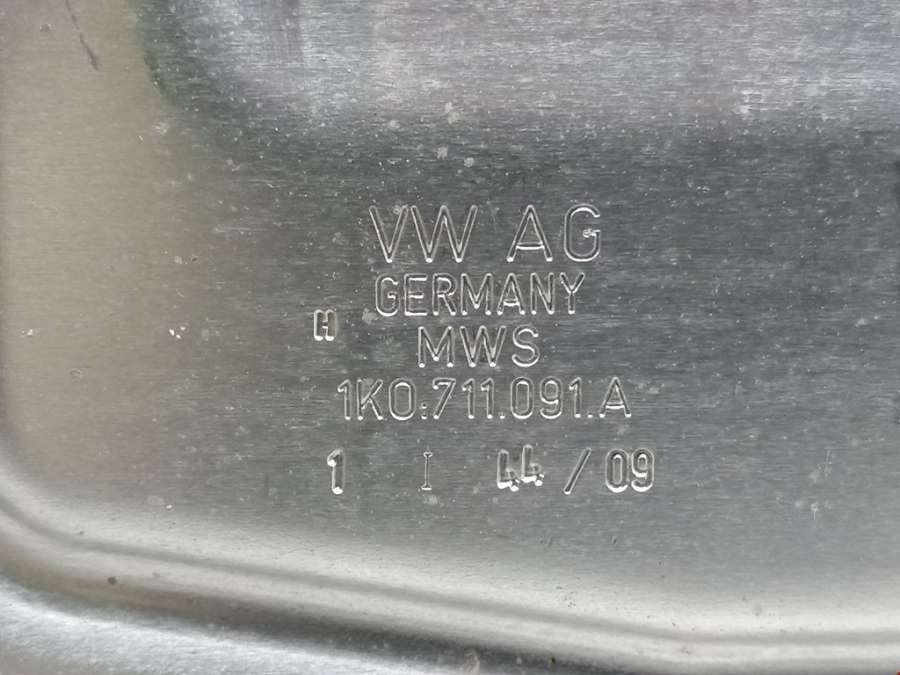 VW AG
GERMANY
H
MWS
1K0.711.091.A
1 I 44 / 09